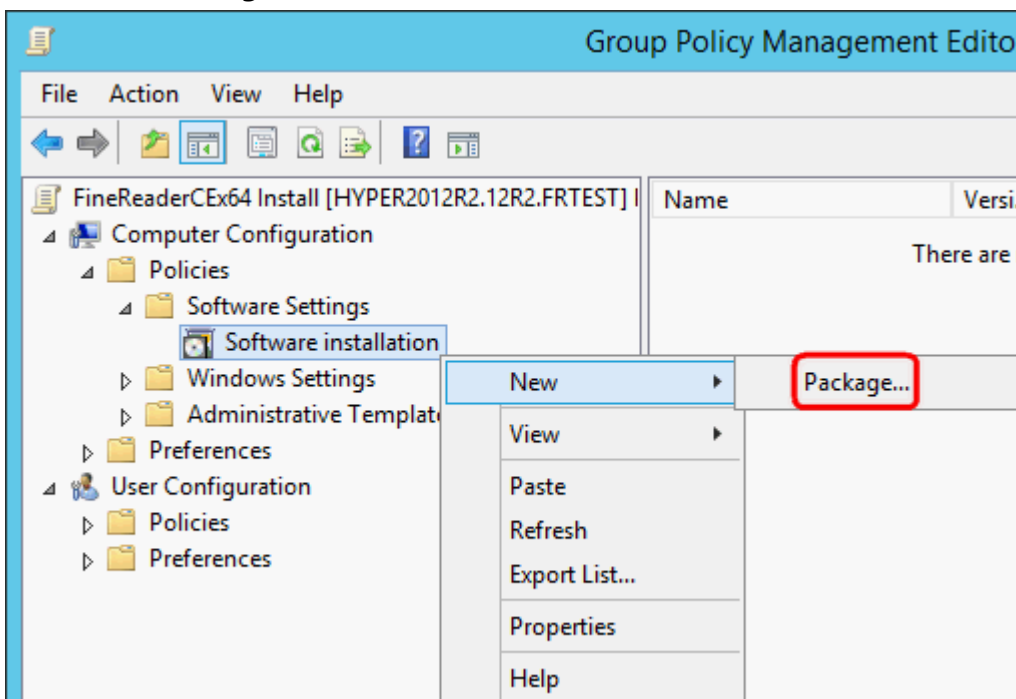 Group Policy Management Edito
File Action View Help
FineReaderCEx64 Install [HYPER2012R2.12R2.FRTEST]
Name Versi
There are
Computer Configuration
Policies
Software Settings
Software installation
Windows Settings
Administrative Templat
Preferences
User Configuration
Policies
Preferences
New
Package...
View
Paste
Refresh
Export List...
Properties
Help